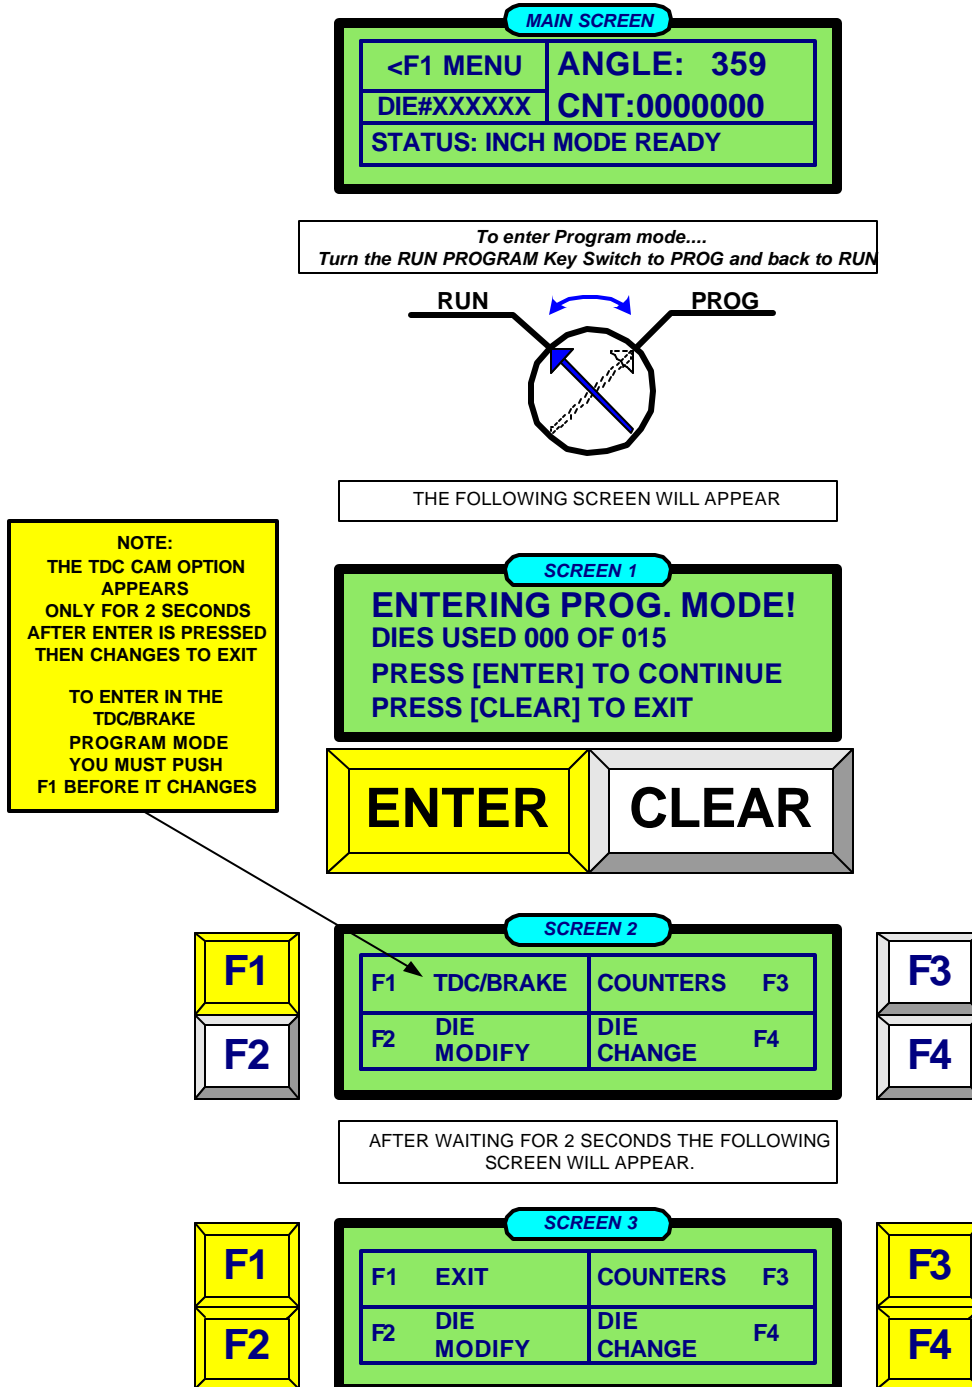 MAIN SCREEN
<F1 MENU
ANGLE: 359
DIE#XXXXXX
CNT:0000000
STATUS: INCH MODE READY
To enter Program mode....
Turn the RUN PROGRAM Key Switch to PROG and back to RUN
RUN
PROG
THE FOLLOWING SCREEN WILL APPEAR
NOTE:
THE TDC CAM OPTION
APPEARS
ONLY FOR 2 SECONDS
AFTER ENTER IS PRESSED
THEN CHANGES TO EXIT
TO ENTER IN THE
TDC/BRAKE
PROGRAM MODE
YOU MUST PUSH
F1 BEFORE IT CHANGES
SCREEN 1
ENTERING PROG. MODE!
DIES USED 000 OF 015
PRESS [ENTER] TO CONTINUE
PRESS [CLEAR] TO EXIT
ENTER
CLEAR
SCREEN 2
F1
F2
F1 TDC/BRAKE
COUNTERS F3
F2 DIE
MODIFY
DIE
CHANGE F4
F3
F4
AFTER WAITING FOR 2 SECONDS THE FOLLOWING
SCREEN WILL APPEAR.
SCREEN 3
F1
F2
F1 EXIT
COUNTERS F3
F2 DIE
MODIFY
DIE
CHANGE F4
F3
F4